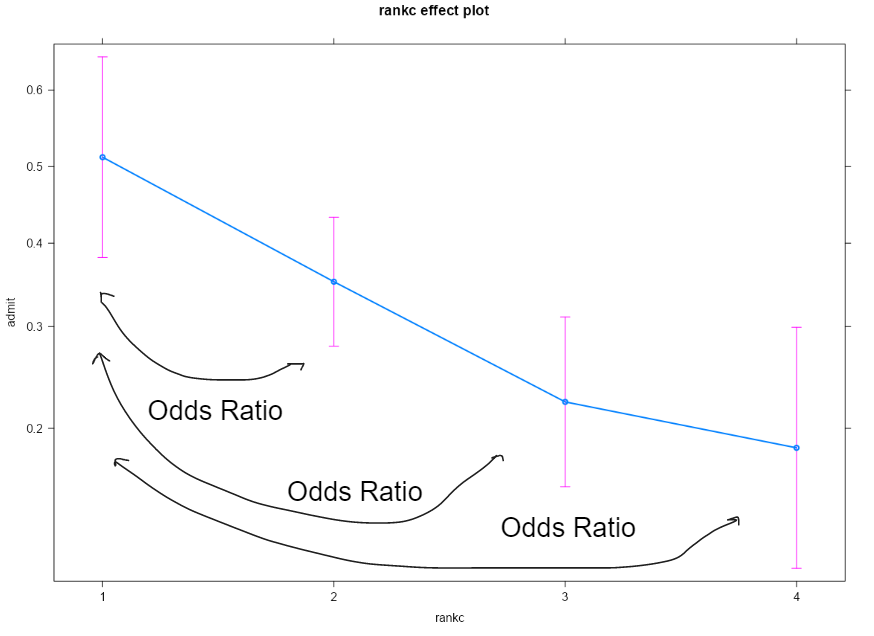 rankc effect plot
0.6
0.5
0.4
0.3
0.2
admit
Odds Ratio
Odds Ratio
Odds Ratio
1 2 3 4
rankc